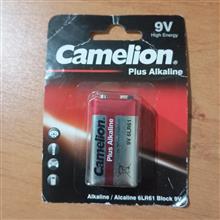 9V
High Energy
Camelion
Plus Alkaline
Camelion
Plus Alkaline
9V 6LR61
Alkaline / Alcaline 6LR61 Block 9V